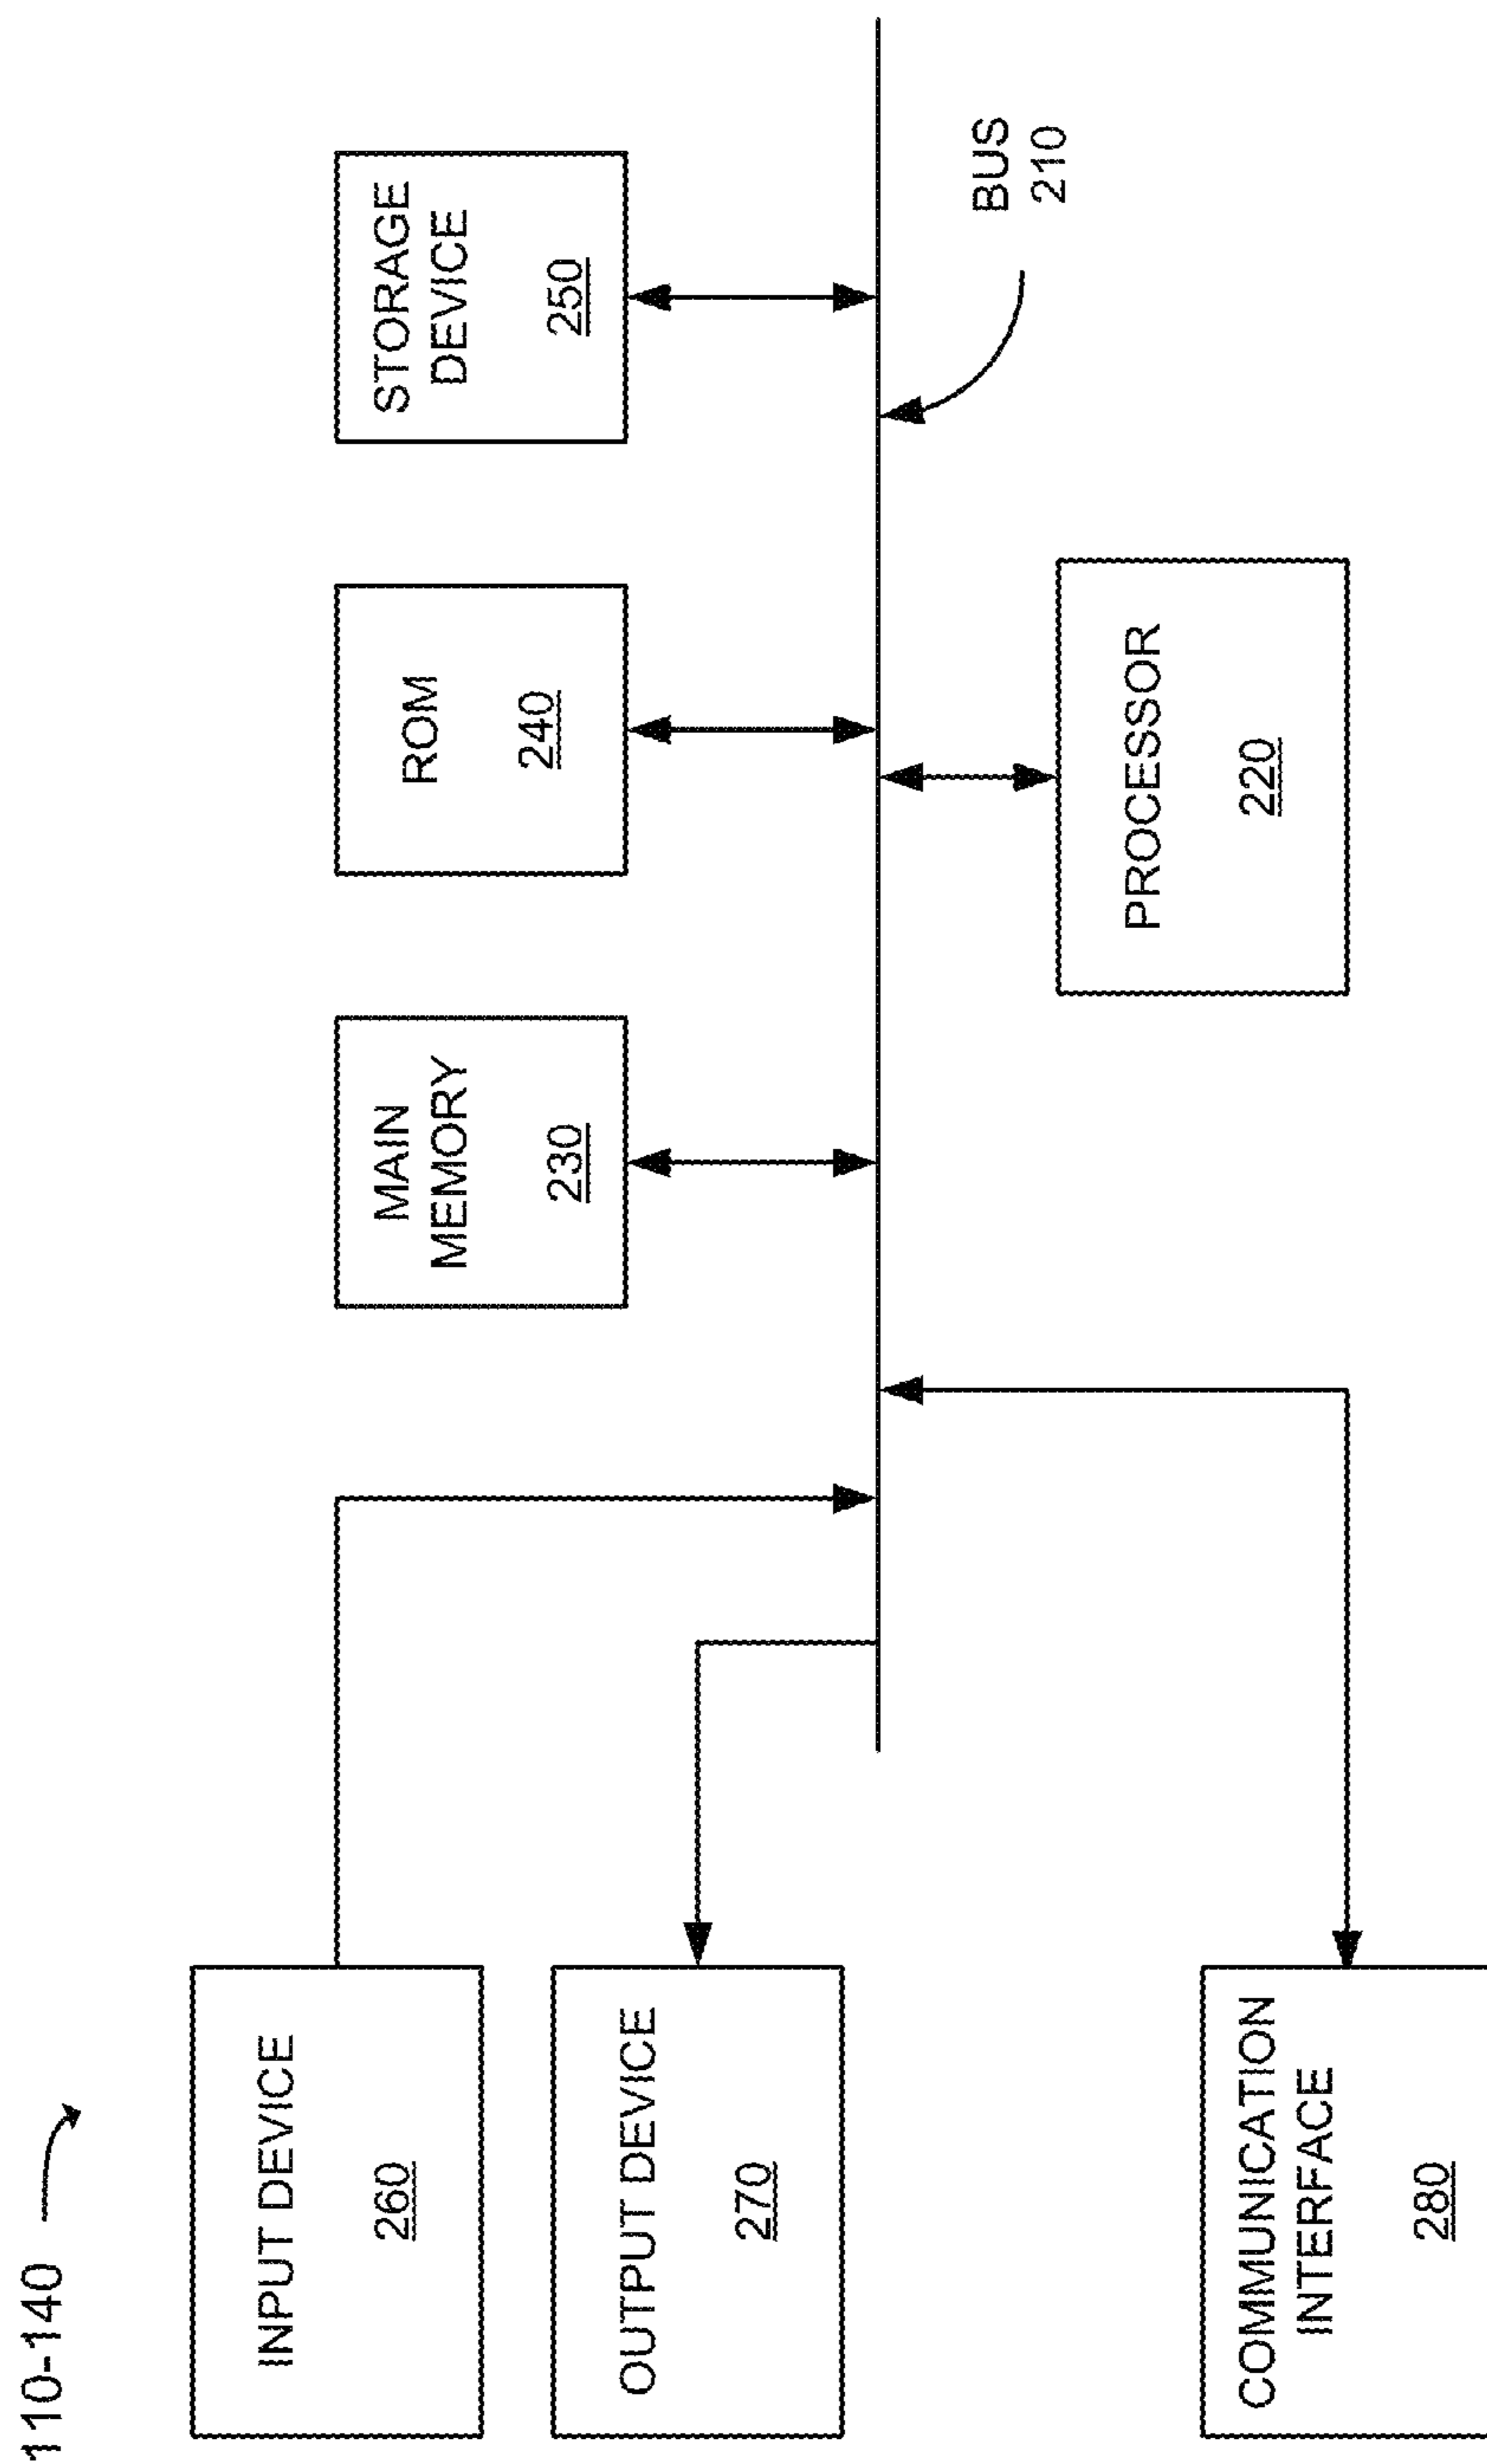 110-140
INPUT DEVICE
260
OUTPUT DEVICE
270
COMMUNICATION
INTERFACE
280
MAIN
MEMORY
230
ROM
240
STORAGE
DEVICE
250
PROCESSOR
220
BUS
210